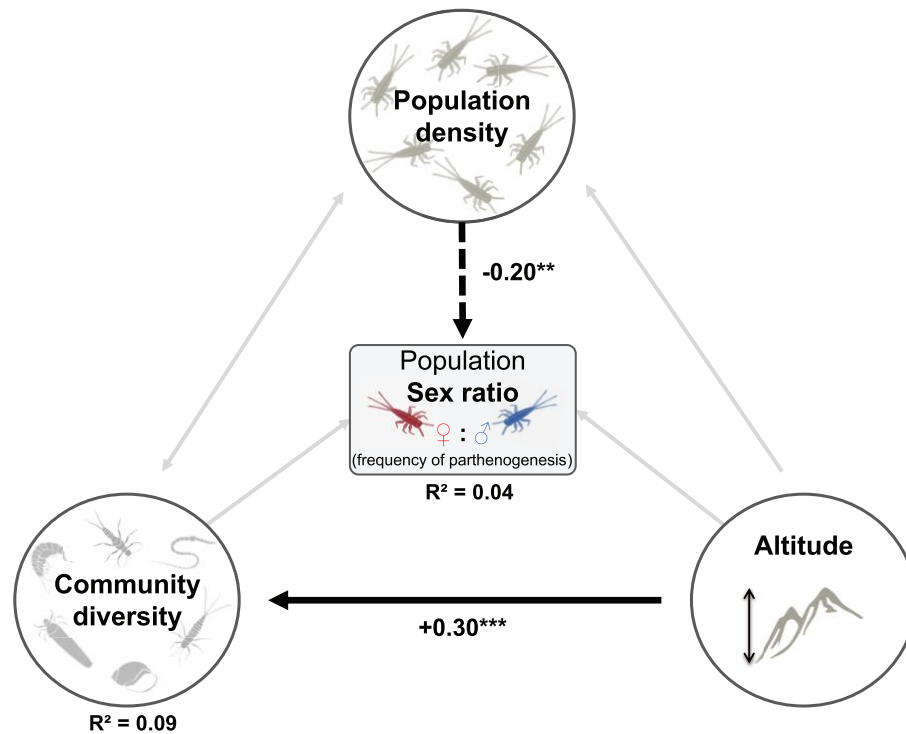 Population
density
-0.20**
Population
Sex ratio
♀ : ♂
(frequency of parthenogenesis)
R² = 0.04
Altitude
Community
diversity
+0.30***
R² = 0.09